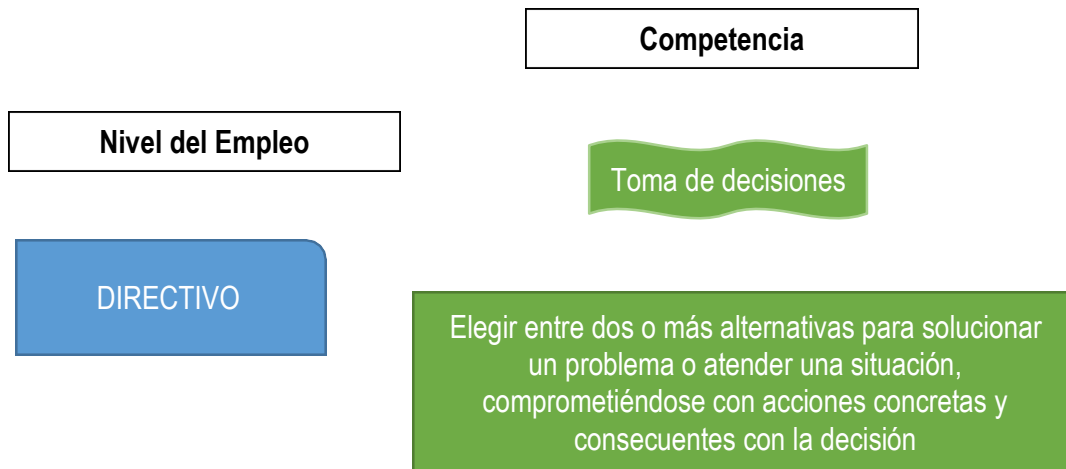 Competencia
Nivel del Empleo
Toma de decisiones
DIRECTIVO
Elegir entre dos o más alternativas para solucionar
un problema o atender una situación,
comprometiéndose con acciones concretas y
consecuentes con la decisión